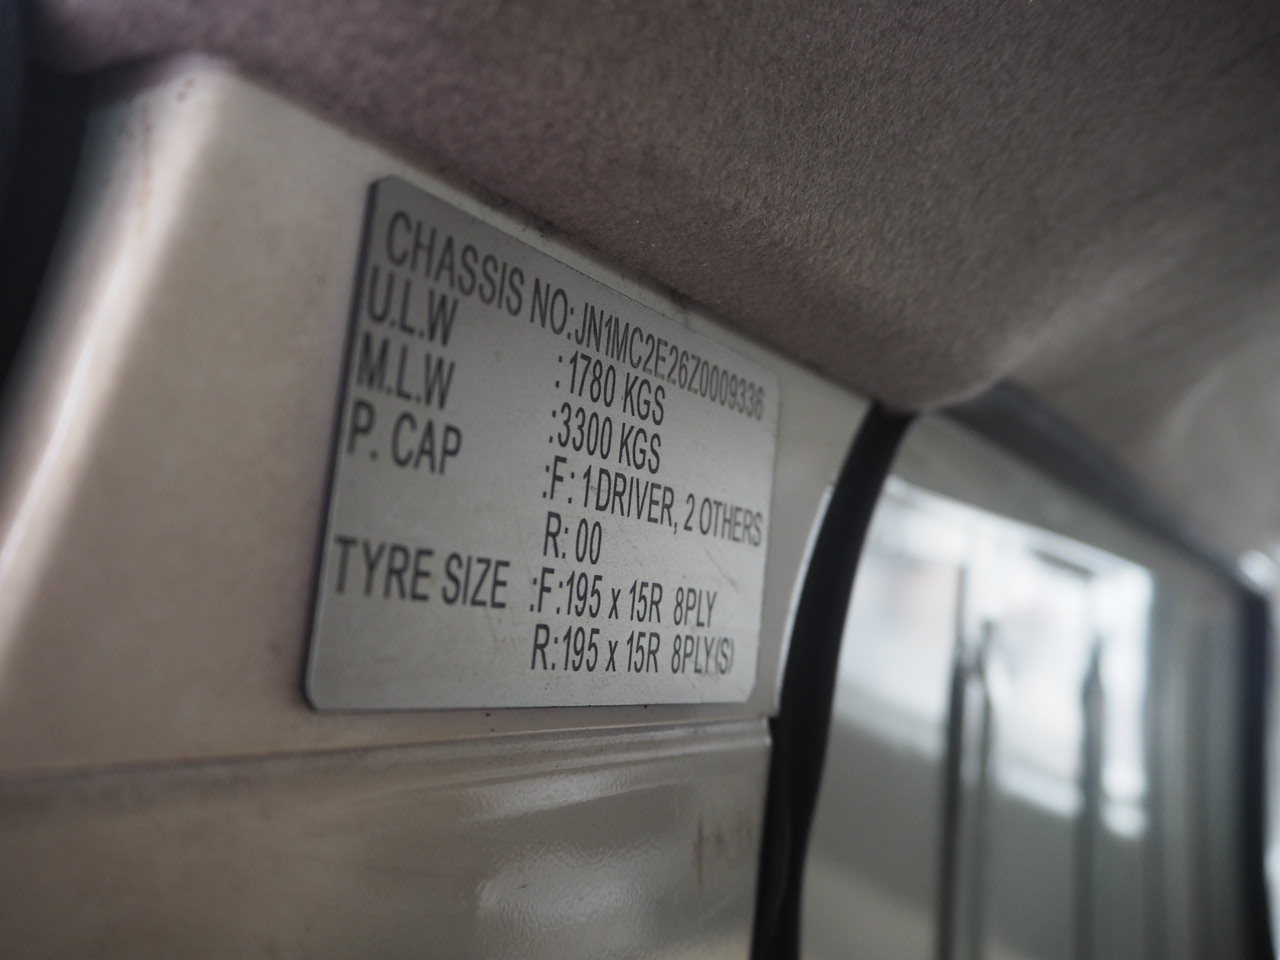 CHASSIS NO:JN1MC2E26Z0009336
U.L.W :1780 KGS
M.L.W :3300 KGS
P. CAP :F: 1DRIVER, 2 OTHERS
R: 00
TYRE SIZE :F:195 x 15R 8PLY
R:195 x 15R 8PLY(S)